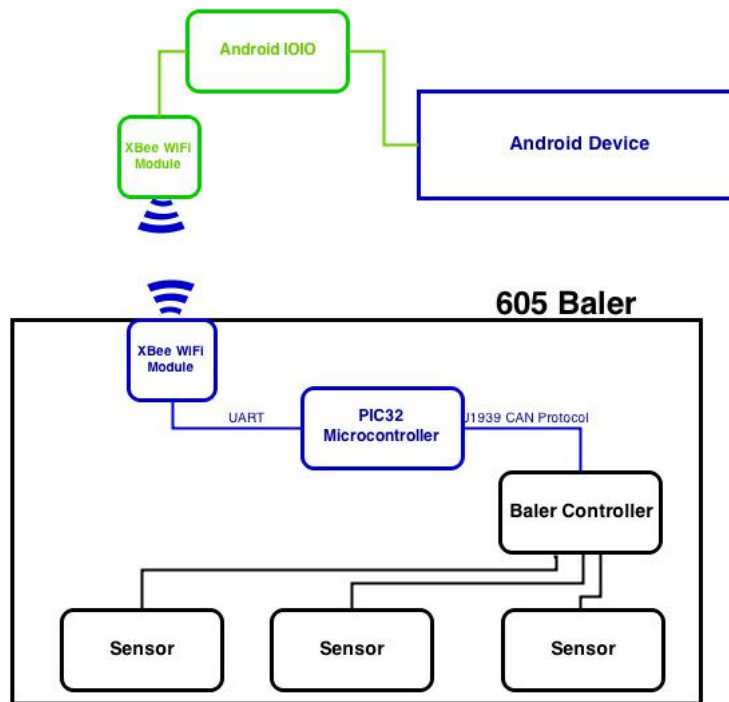 Android IOIO
XBee WiFi
Module
Android Device
605 Baler
XBee WiFi
Module
UART
PIC32
Microcontroller
J1939 CAN Protocol
Baler Controller
Sensor
Sensor
Sensor